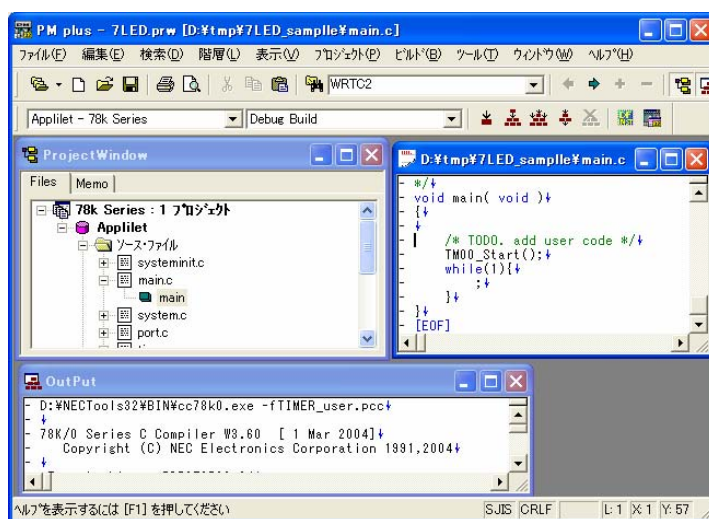 PM plus - 7LED.prw [D:¥tmp¥7LED_samplle¥main.c]
ファイル(F) 編集(E) 検索(D) 階層(L) 表示(V) プロジェクト(P) ビルド(B) ツール(T) ウィンドウ(W) ヘルプ(H)
WRTC2
Applilet - 78k Series
Debug Build
ProjectWindow
Files
Memo
78k Series : 1 プロジェクト
Applilet
ソース・ファイル
systeminit.c
main.c
main
system.c
port.c
D:¥tmp¥7LED_samplle¥main.c
*/
void main( void )
{
/* TODO. add user code */
TM00_Start();
while(1){
;
}
}
[EOF]
OutPut
D:¥NECTools32¥BIN¥cc78k0.exe -fTIMER_user.pcc
78K/0 Series C Compiler W3.60 [ 1 Mar 2004]
Copyright (C) NEC Electronics Corporation 1991,2004
ヘルプを表示するには [F1] を押してください
SJIS CRLF L: 1 X: 1 Y: 57